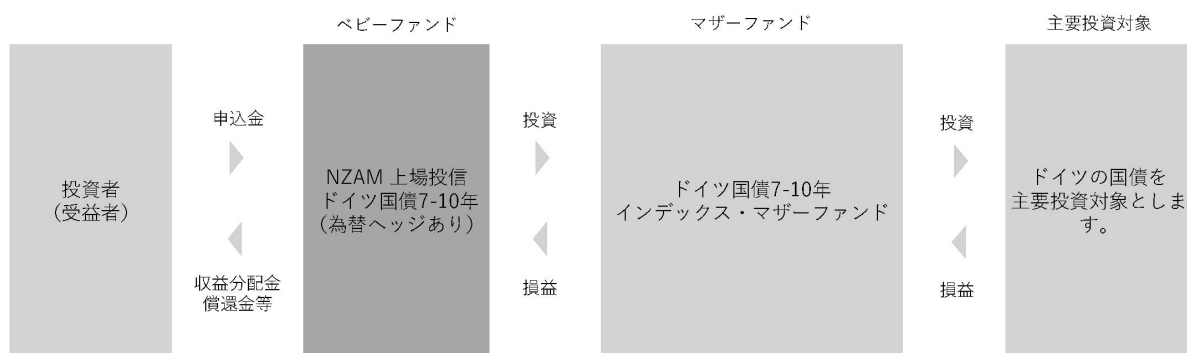 ベビーファンド
マザーファンド
主要投資対象
投資者
(受益者)
申込金
収益分配金
償還金等
NZAM 上場投信
ドイツ国債7-10年
(為替ヘッジあり)
投資
損益
ドイツ国債7-10年
インデックス・マザーファンド
投資
損益
ドイツの国債を
主要投資対象としま
す。